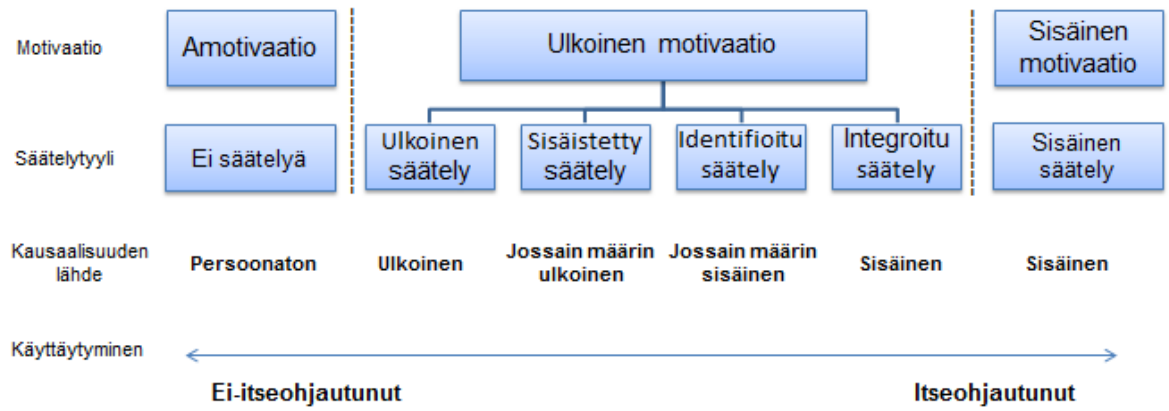 Motivaatio
Amotivaatio
Ulkoinen motivaatio
Sisäinen
motivaatio
Säätelytyyli
Ei säätelyä
Ulkoinen
säätely
Sisäistetty
säätely
Identifioitu
säätely
Integroitu
säätely
Sisäinen
säätely
Kausaalisuuden
lähde
Persoonaton
Ulkoinen
Jossain määrin
ulkoinen
Jossain määrin
sisäinen
Sisäinen
Sisäinen
Käyttäytyminen
Ei-itseohjautunut
Itseohjautunut